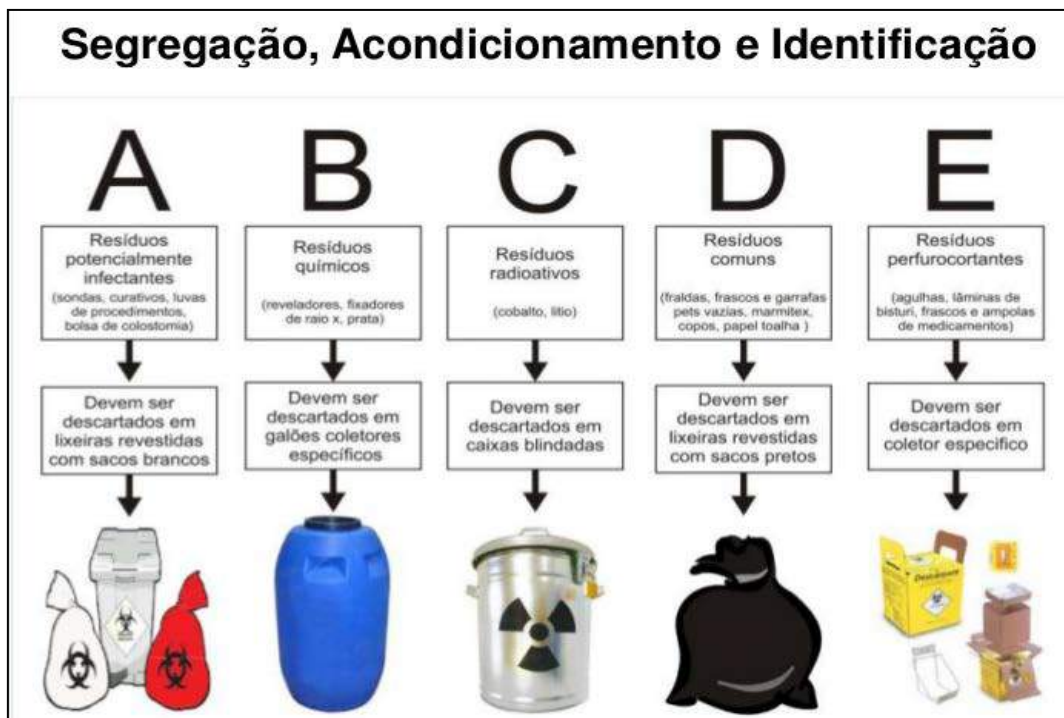 Segregação, Acondicionamento e Identificação
A
B
C
D
E
Resíduos
potencialmente
infectantes
(sondas, curativos, luvas
de procedimentos,
bolsa de colostomia)
Resíduos
químicos
(reveladores, fixadores
de raio x, prata)
Resíduos
radioativos
(cobalto, lítio)
Resíduos
comuns
(fraldas, frascos e garrafas
pets vazias, marmitex,
copos, papel toalha )
Resíduos
perfurocortantes
(agulhas, lâminas de
bisturi, frascos e ampolas
de medicamentos)
Devem ser
descartados em
lixeiras revestidas
com sacos brancos
Devem ser
descartados em
galões coletores
específicos
Devem ser
descartados em
caixas blindadas
Devem ser
descartados em
lixeiras revestidas
com sacos pretos
Devem ser
descartados em
coletor especifico